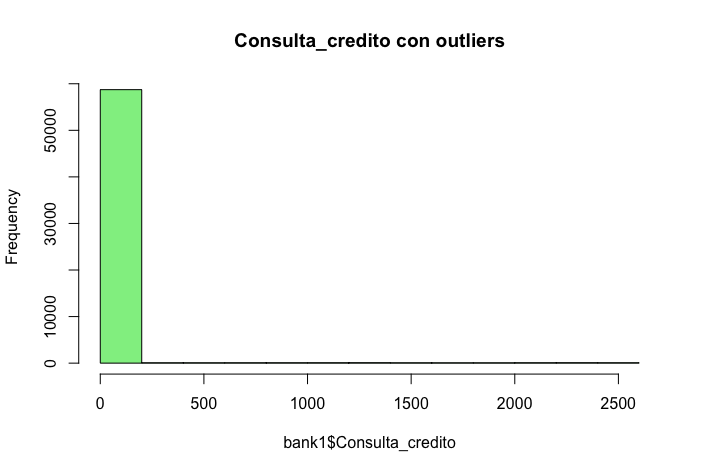 Consulta_credito con outliers
Frequency
50000
30000
10000
0
0 500 1000 1500 2000 2500
bank1$Consulta_credito